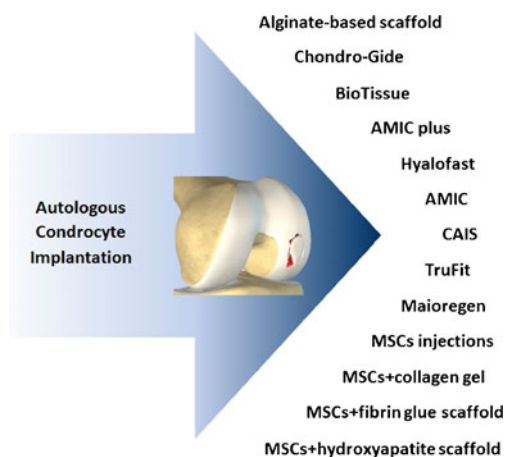 Autologous
Condrocyte
Implantation
Alginate-based scaffold
Chondro-Gide
BioTissue
AMIC plus
Hyalofast
AMIC
CAIS
TruFit
Maioregen
MSCs injections
MSCs+collagen gel
MSCs+fibrin glue scaffold
MSCs+hydroxyapatite scaffold